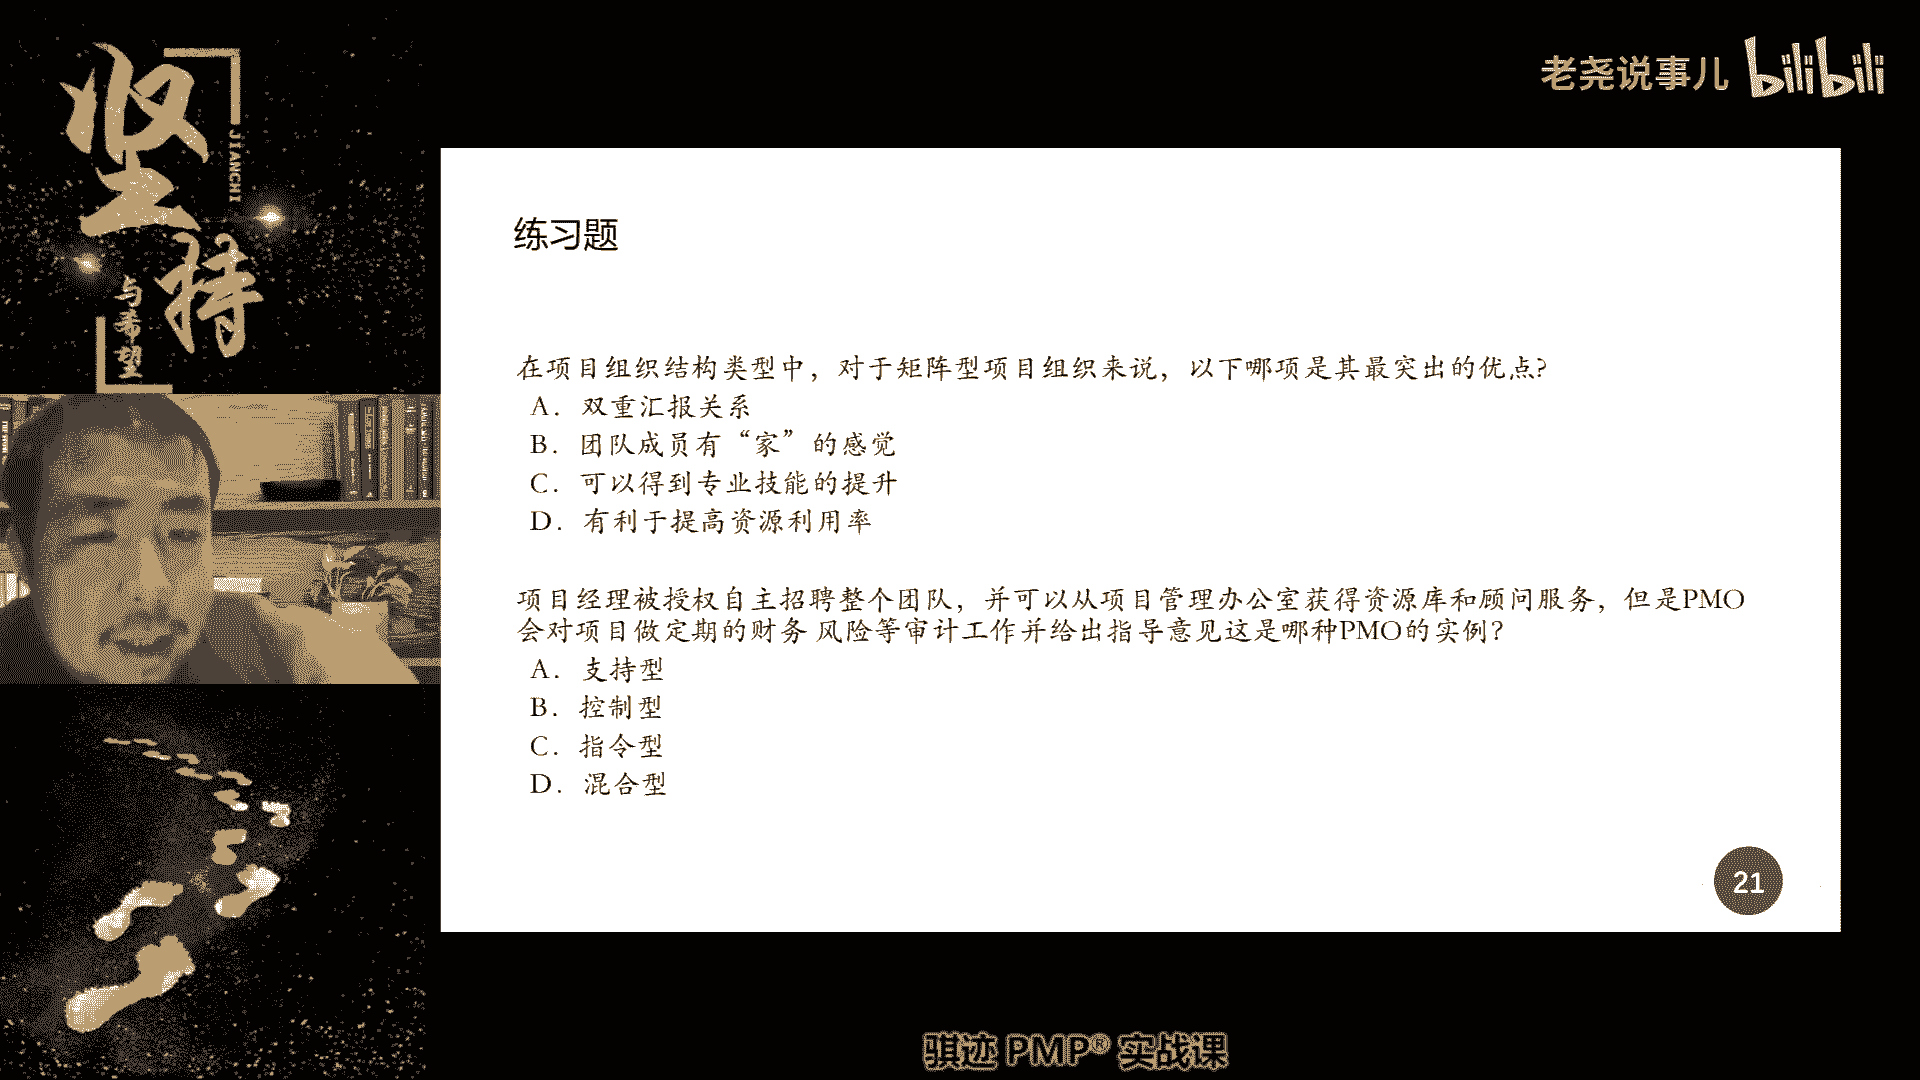 坚持
JIANCHI
与希望
老尧说事儿 bilibili
练习题
在项目组织结构类型中，对于矩阵型项目组织来说，以下哪项是其最突出的优点?
A. 双重汇报关系
B. 团队成员有“家”的感觉
C. 可以得到专业技能的提升
D. 有利于提高资源利用率
项目经理被授权自主招聘整个团队，并可以从项目管理办公室获得资源库和顾问服务，但是PMO
会对项目做定期的财务 风险等审计工作并给出指导意见这是哪种PMO的实例?
A. 支持型
B. 控制型
C. 指令型
D. 混合型
21
骐迹 PMP® 实战课